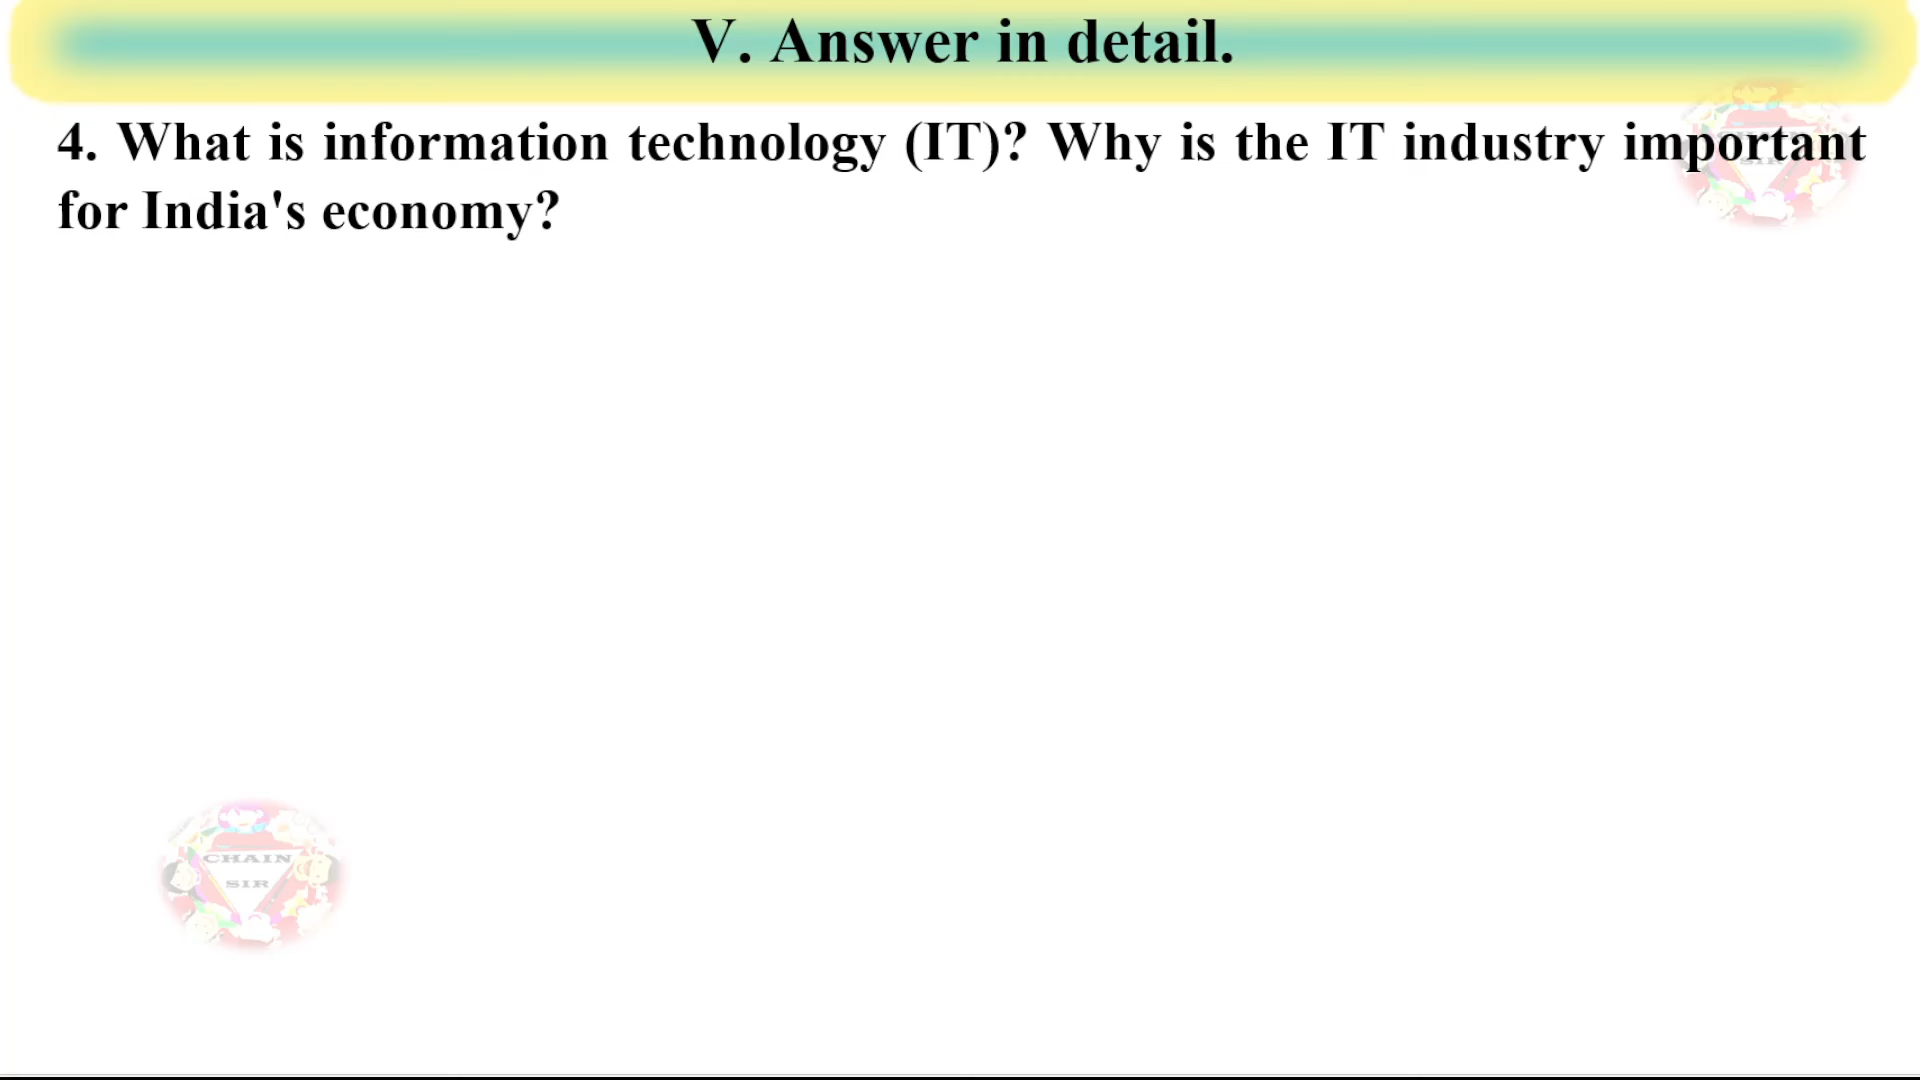 V. Answer in detail.
4. What is information technology (IT)? Why is the IT industry important
for India's economy?
CHAIN
SIR